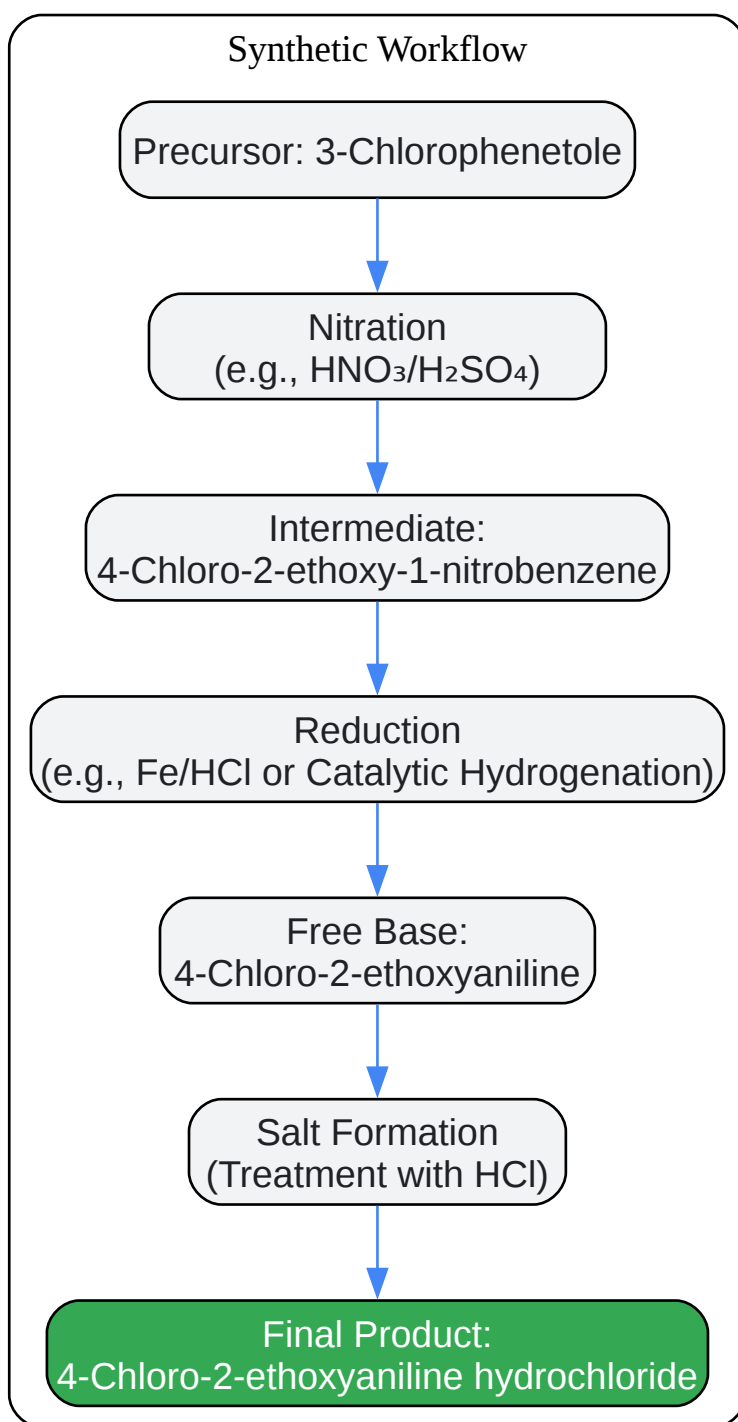 Synthetic Workflow
Precursor: 3-Chlorophenetole
Nitration
(e.g., HNO₃/H₂SO₄)
Intermediate:
4-Chloro-2-ethoxy-1-nitrobenzene
Reduction
(e.g., Fe/HCl or Catalytic Hydrogenation)
Free Base:
4-Chloro-2-ethoxyaniline
Salt Formation
(Treatment with HCl)
Final Product:
4-Chloro-2-ethoxyaniline hydrochloride